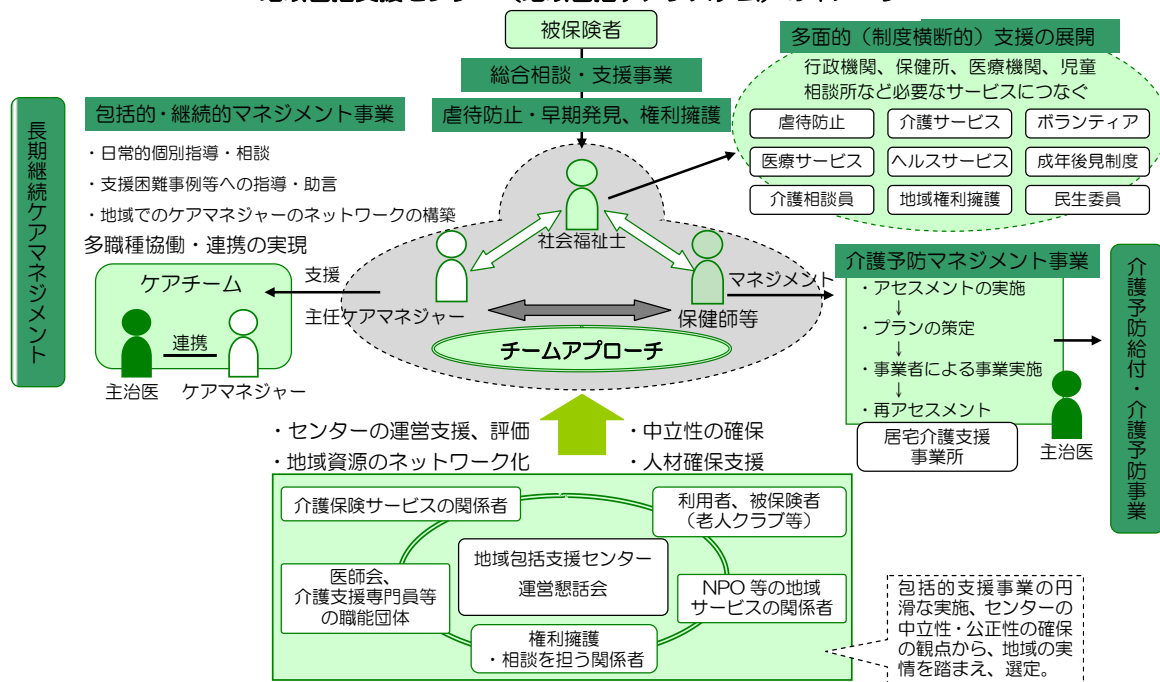 被保険者
総合相談・支援事業
虐待防止・早期発見、権利擁護
多面的（制度横断的）支援の展開
行政機関、保健所、医療機関、児童
相談所など必要なサービスにつなぐ
虐待防止
介護サービス
ボランティア
医療サービス
ヘルスサービス
成年後見制度
介護相談員
地域権利擁護
民生委員
長期継続ケアマネジメント
包括的・継続的マネジメント事業
・日常的個別指導・相談
・支援困難事例等への指導・助言
・地域でのケアマネジャーのネットワークの構築
多職種協働・連携の実現
ケアチーム
連携
主治医
ケアマネジャー
支援
社会福祉士
主任ケアマネジャー
保健師等
マネジメント
チームアプローチ
介護予防マネジメント事業
・アセスメントの実施
↓
・プランの策定
↓
・事業者による事業実施
↓
・再アセスメント
居宅介護支援
事業所
主治医
介護予防給付・介護予防事業
・センターの運営支援、評価
・中立性の確保
・地域資源のネットワーク化
・人材確保支援
介護保険サービスの関係者
利用者、被保険者
（老人クラブ等）
地域包括支援センター
運営懇話会
医師会、
介護支援専門員等
の職能団体
NPO 等の地域
サービスの関係者
権利擁護
・相談を担う関係者
包括的支援事業の円
滑な実施、センターの
中立性・公正性の確保
の観点から、地域の実
情を踏まえ、選定。